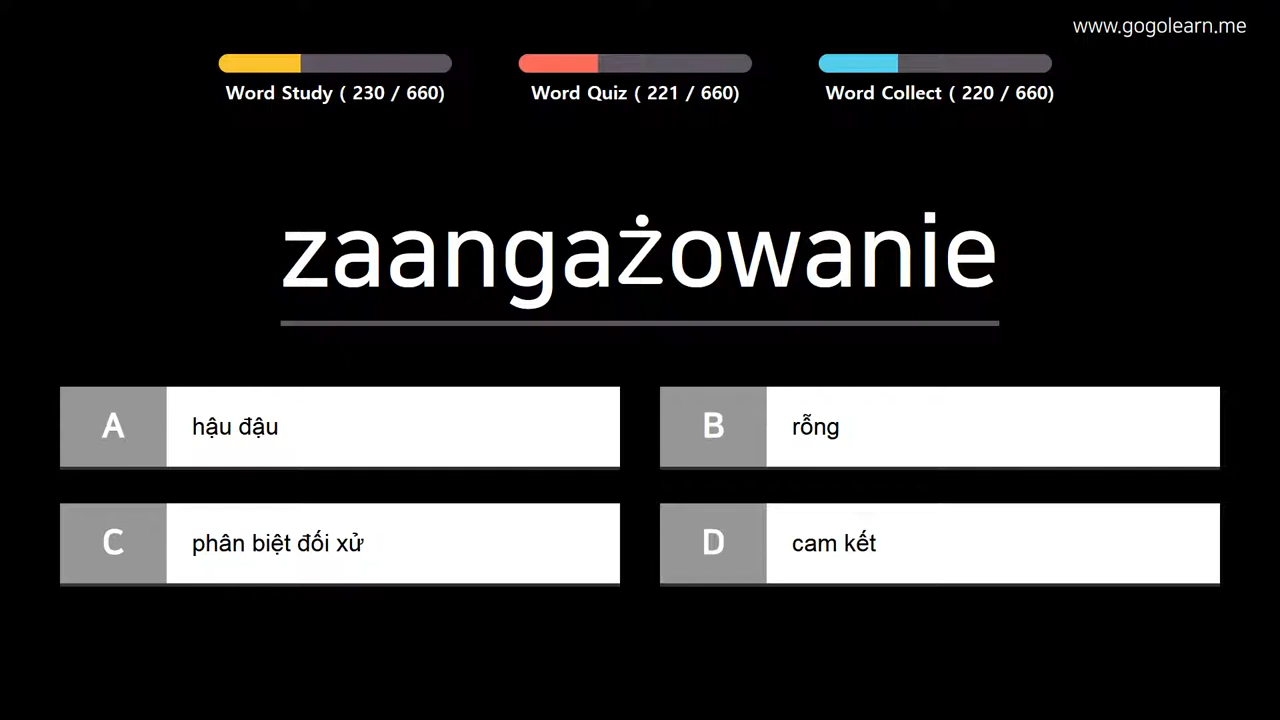 www.gogolearn.me
Word Study ( 230 / 660)
Word Quiz ( 221 / 660)
Word Collect ( 220 / 660)
zaangażowanie
A hậu đậu
B rỗng
C phân biệt đối xử
D cam kết